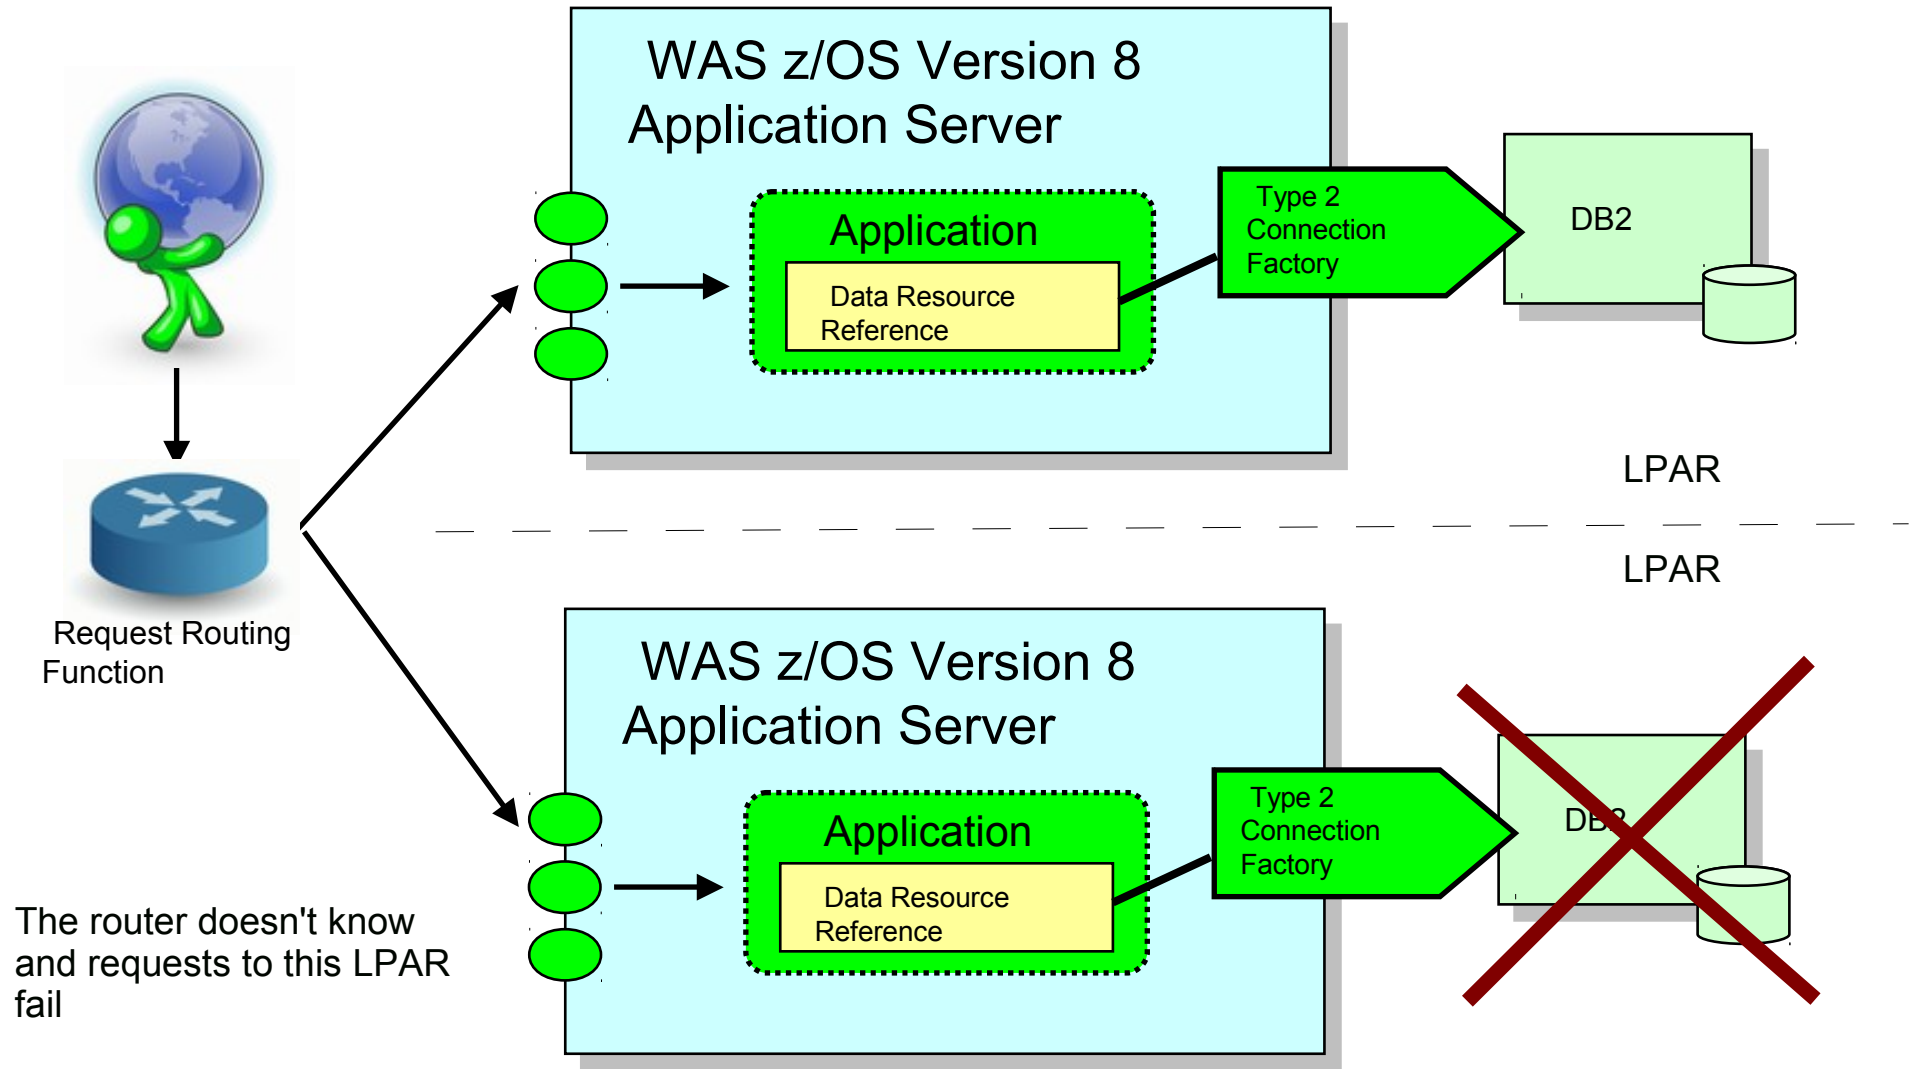 WAS z/OS Version 8
Application Server
Application
Data Resource
Reference
Type 2
Connection
Factory
DB2
LPAR
LPAR
Request Routing
Function
WAS z/OS Version 8
Application Server
Application
Data Resource
Reference
Type 2
Connection
Factory
DB2
The router doesn't know
and requests to this LPAR
fail